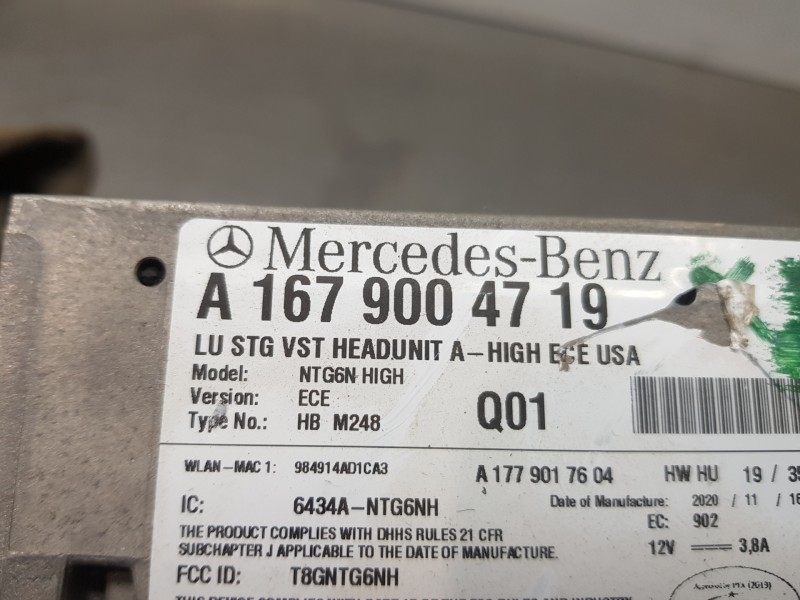 Mercedes-Benz
A 167 900 47 19
LU STG VST HEADUNIT A-HIGH ECE USA
Model: NTG6N HIGH
Version: ECE
Type No.: HB M248
Q01
WLAN-MAC 1: 984914AD1CA3
A 177 901 76 04 HW HU 19 / 35
IC: 6434A-NTG6NH
Date of Manufacture: 2020 / 11 / 16
EC: 902
THE PRODUCT COMPLIES WITH DHHS RULES 21 CFR
SUBCHAPTER J APPLICABLE TO THE DATE OF MANUFACTURE.
12V 3,8A
FCC ID: T8GNTG6NH